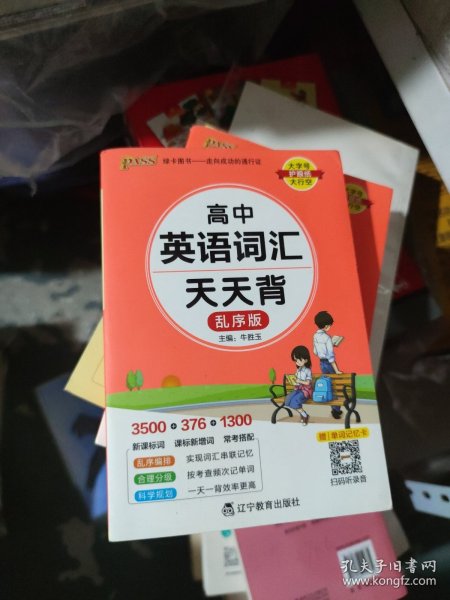 PASS 绿卡图书——走向成功的通行证
大字号
护眼纸
大行空
高中
英语词汇
天天背
乱序版
主编：牛胜玉
3500 + 376 + 1300
新课标词 课标新增词 常考搭配
乱序编排 实现词汇串联记忆
合理分级 按考查频次记单词
科学规划 一天一背效率更高
赠 单词记忆卡
扫码听录音
辽宁教育出版社
孔夫子旧书网
www.kongfz.com